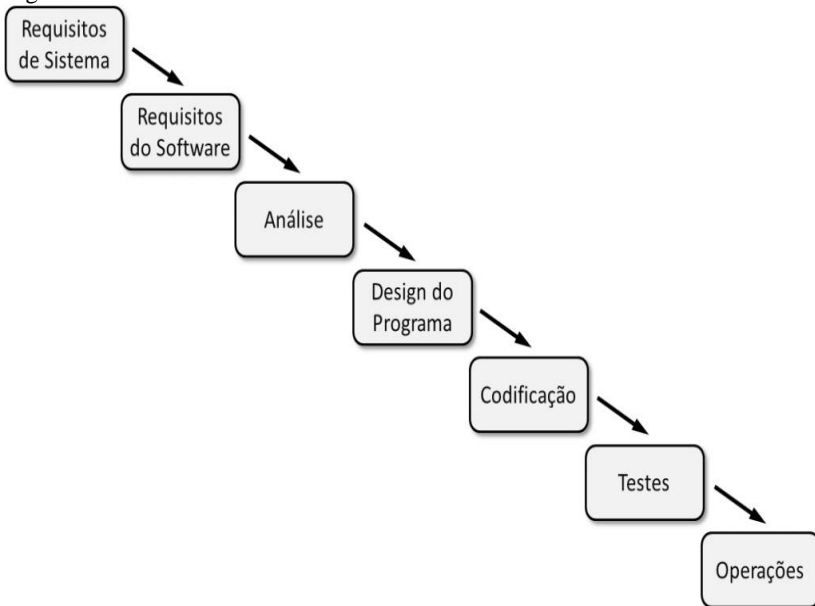 Requisitos
de Sistema
Requisitos
do Software
Análise
Design do
Programa
Codificação
Testes
Operações